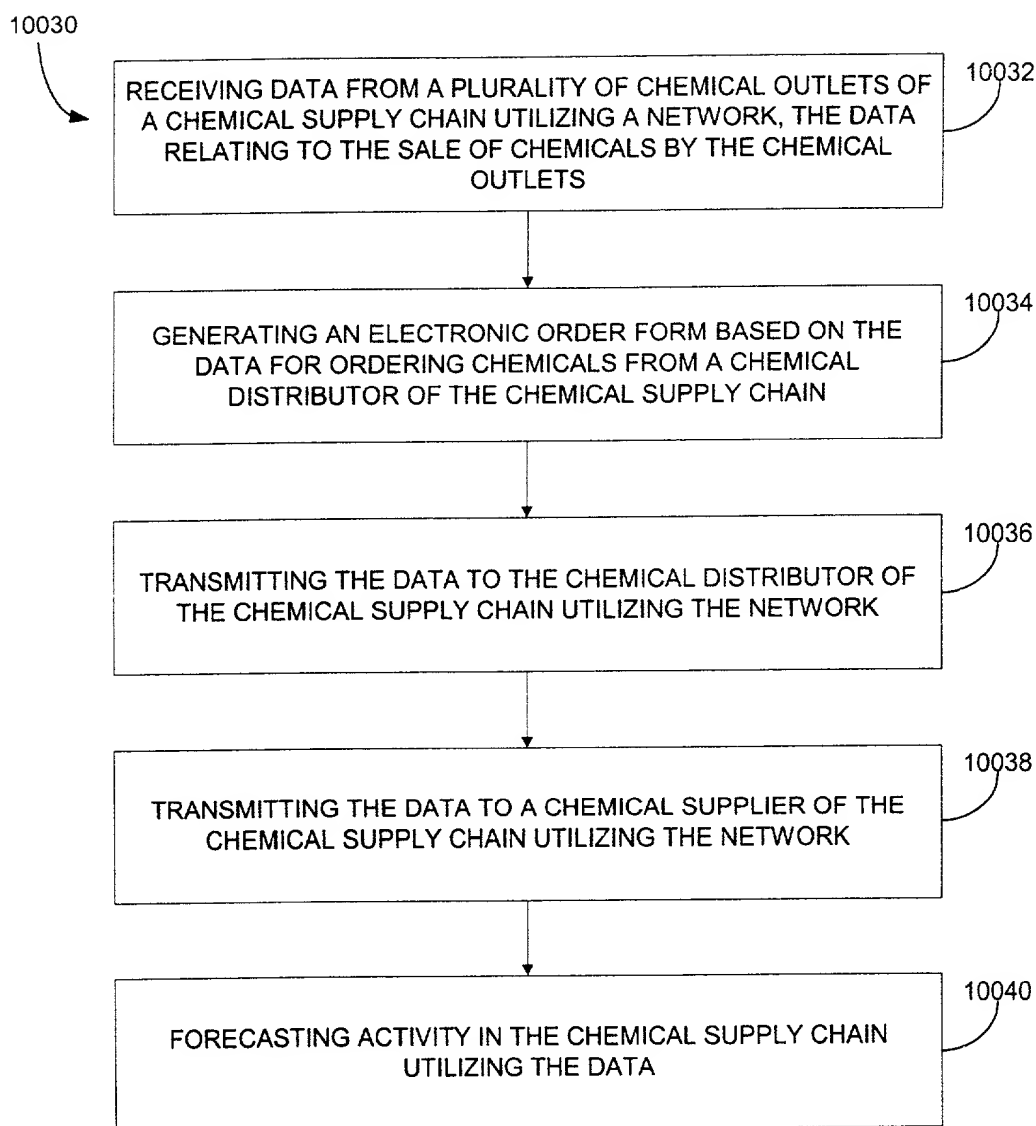 10030
10032
RECEIVING DATA FROM A PLURALITY OF CHEMICAL OUTLETS OF
A CHEMICAL SUPPLY CHAIN UTILIZING A NETWORK, THE DATA
RELATING TO THE SALE OF CHEMICALS BY THE CHEMICAL
OUTLETS
10034
GENERATING AN ELECTRONIC ORDER FORM BASED ON THE
DATA FOR ORDERING CHEMICALS FROM A CHEMICAL
DISTRIBUTOR OF THE CHEMICAL SUPPLY CHAIN
10036
TRANSMITTING THE DATA TO THE CHEMICAL DISTRIBUTOR OF
THE CHEMICAL SUPPLY CHAIN UTILIZING THE NETWORK
10038
TRANSMITTING THE DATA TO A CHEMICAL SUPPLIER OF THE
CHEMICAL SUPPLY CHAIN UTILIZING THE NETWORK
10040
FORECASTING ACTIVITY IN THE CHEMICAL SUPPLY CHAIN
UTILIZING THE DATA